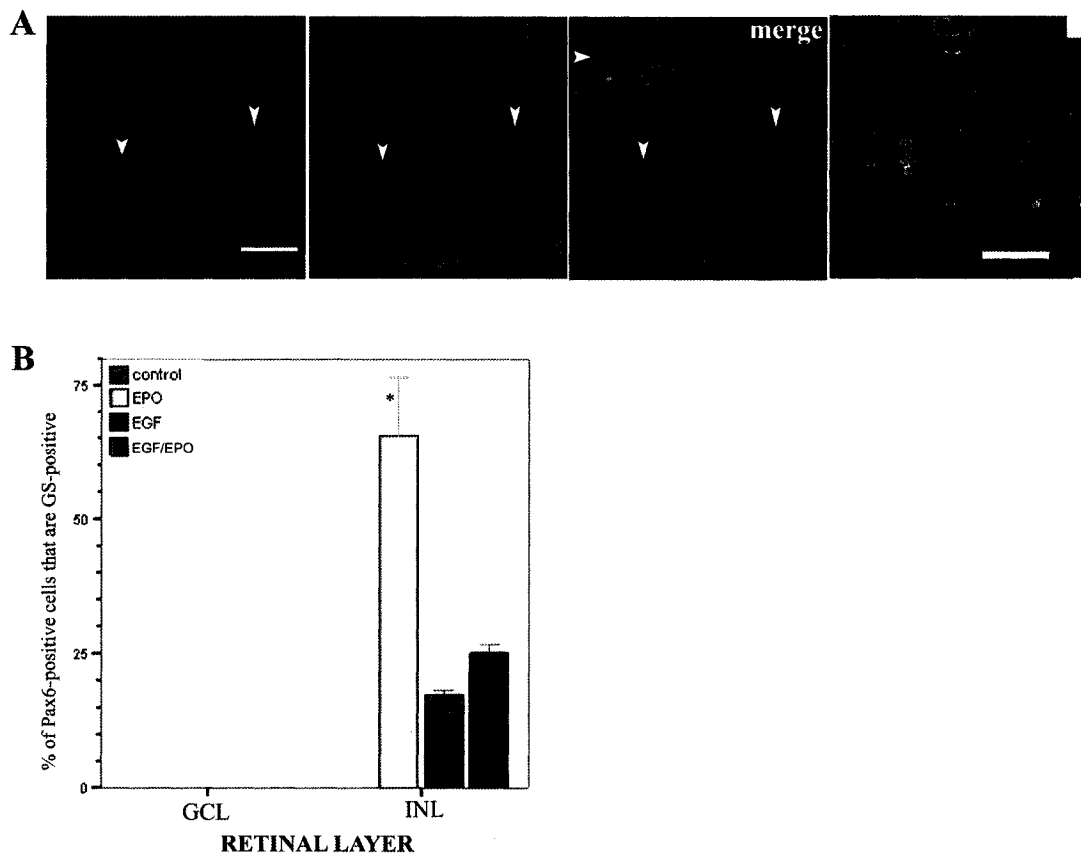 A
merge
B
control
EPO
EGF
EGF/EPO
75
50
25
0
% of Pax6-positive cells that are GS-positive
GCL
INL
*
RETINAL LAYER